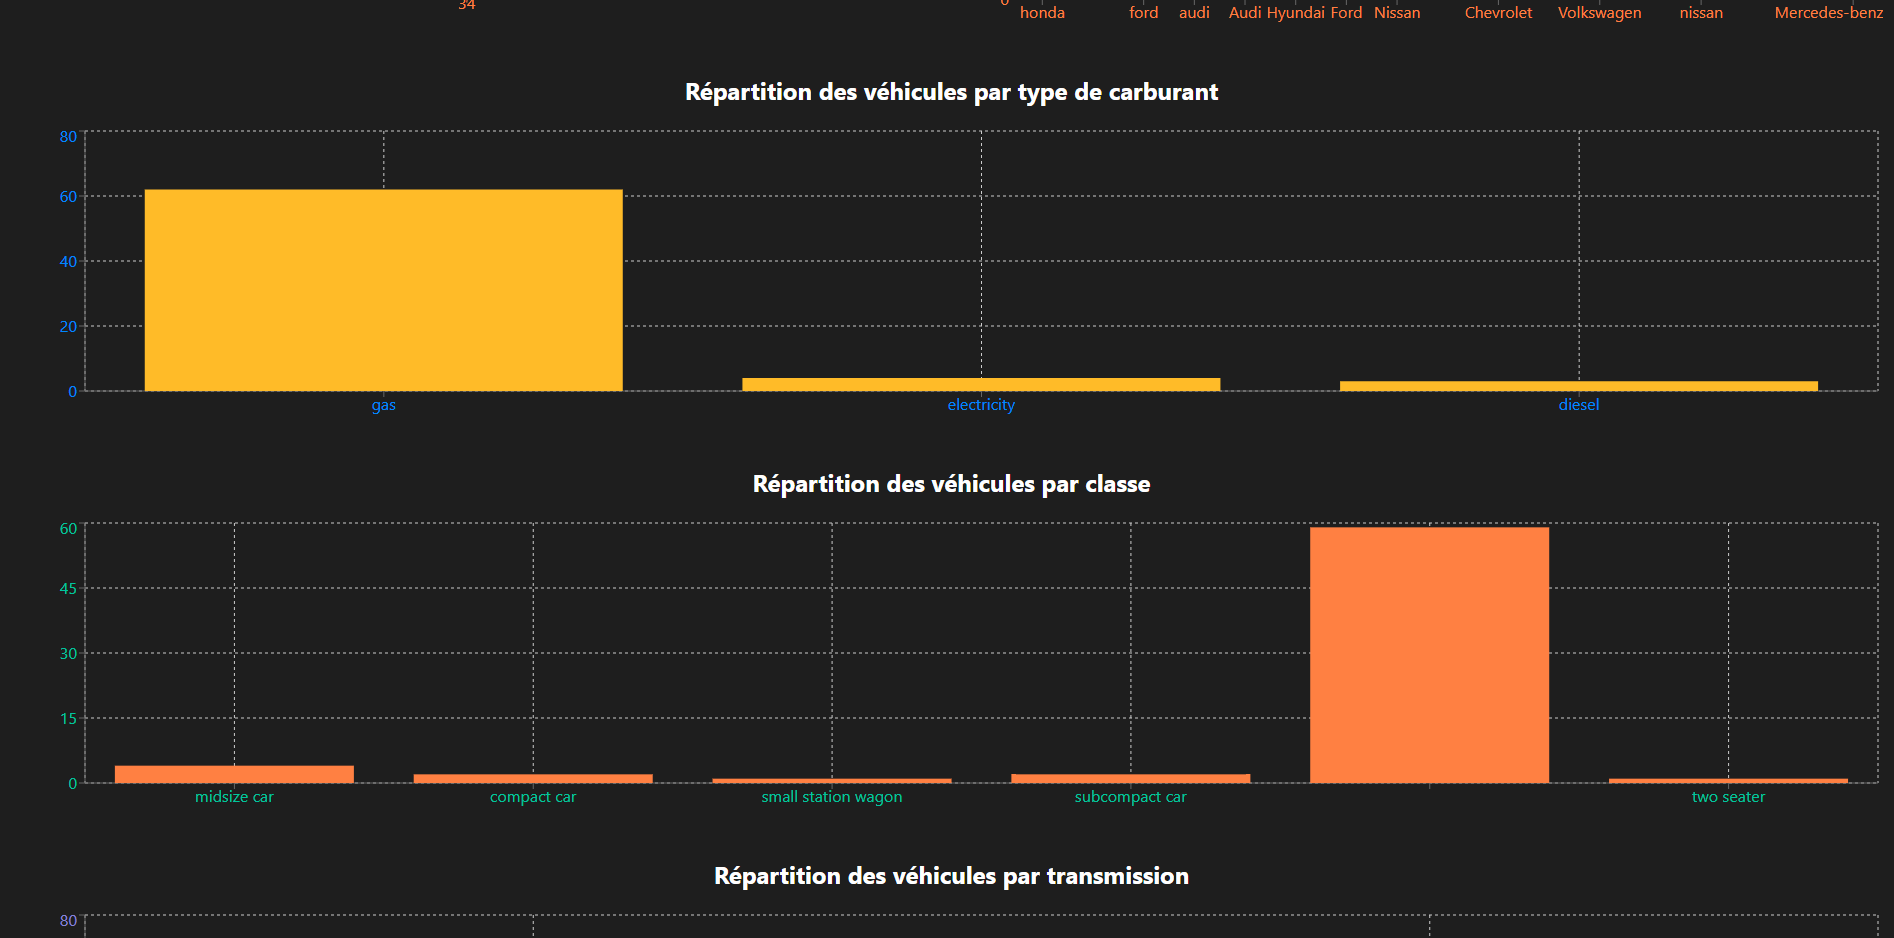 34
0
honda ford audi Audi Hyundai Ford Nissan Chevrolet Volkswagen nissan Mercedes-benz
Répartition des véhicules par type de carburant
80
60
40
20
0
gas electricity diesel
Répartition des véhicules par classe
60
45
30
15
0
midsize car compact car small station wagon subcompact car two seater
Répartition des véhicules par transmission
80